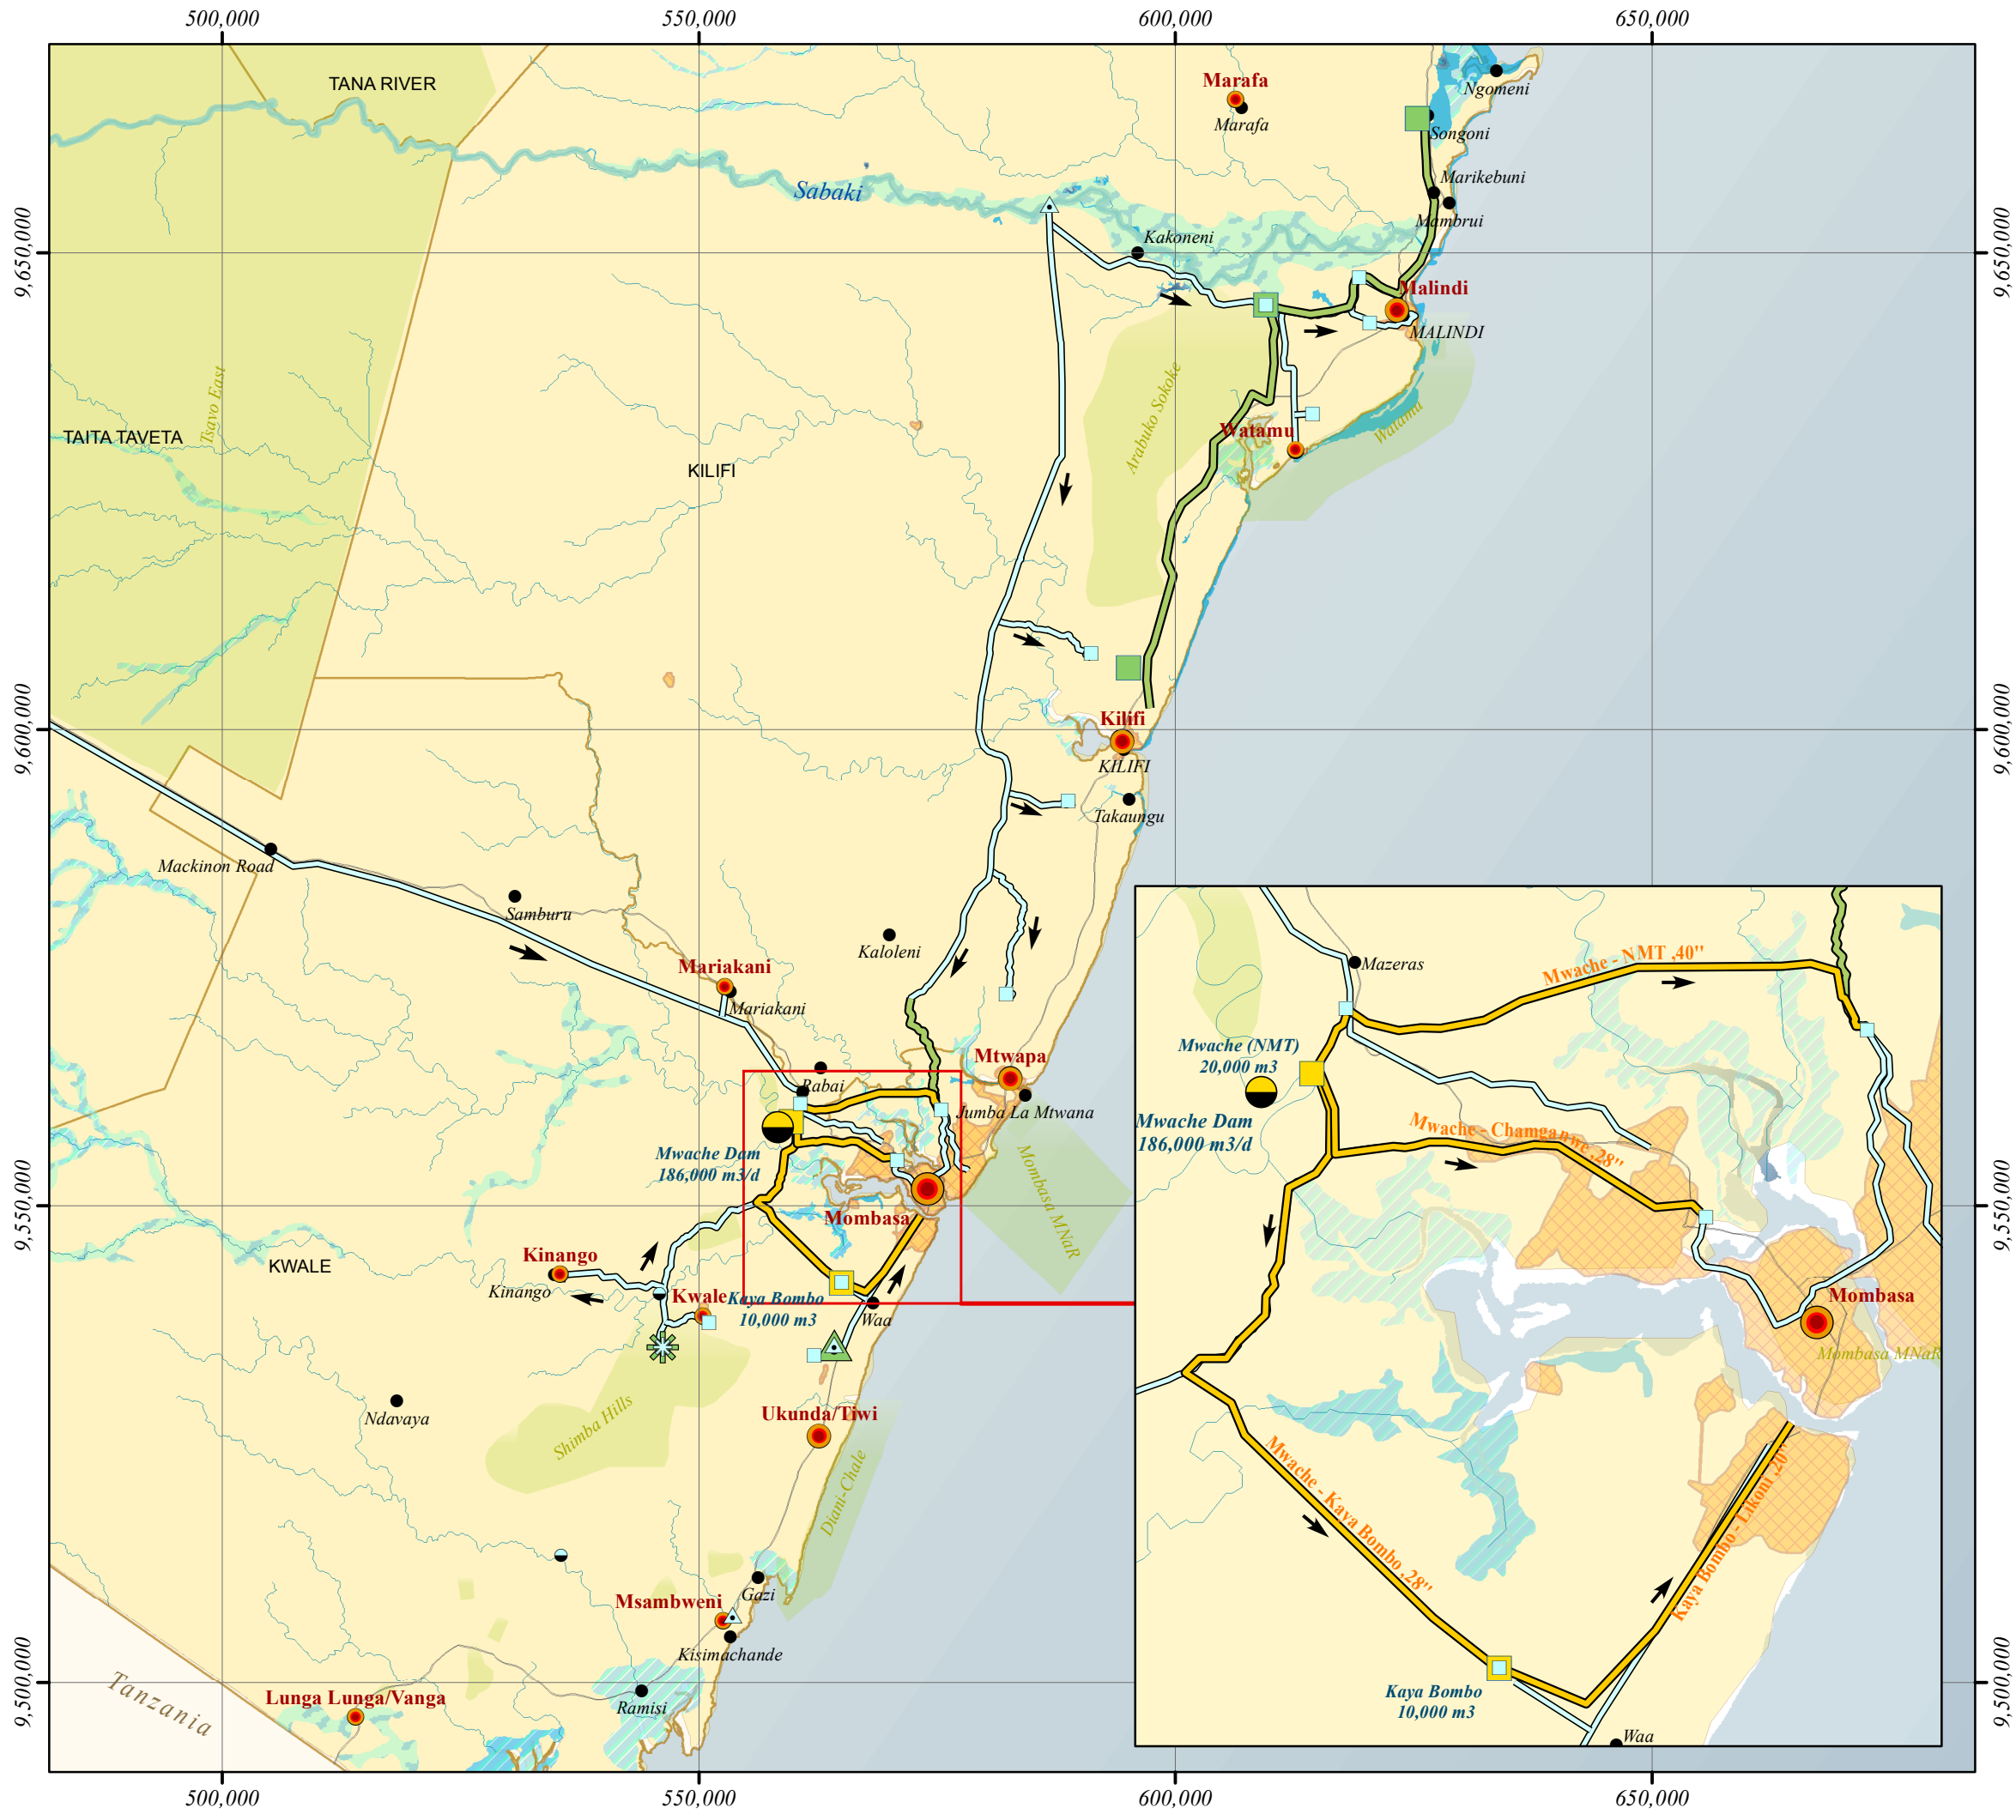 500,000
550,000
600,000
650,000
TANA RIVER
Marafa
Marafa
Ngomeni
Songoni
Marikebuni
Mambrui
Sabaki
Kakoneni
9,650,000
9,650,000
Malindi
MALINDI
Tsavo East
TAITA TAVETA
KILIFI
Arabuko Sokoke
Watamu
Watamu
Kilifi
KILIFI
9,600,000
9,600,000
Takaungu
Mackinon Road
Samburu
Kaloleni
Mariakani
Mariakani
Mtwapa
Rabai
Jumba La Mtwana
Mwache Dam
186,000 m3/d
Mombasa MNaR
Mombasa
9,550,000
9,550,000
KWALE
Kinango
Kinango
Kwale
Kaya Bombo
10,000 m3
Waa
Ndavaya
Shimba Hills
Ukunda/Tiwi
Diani-Chale
Gazi
Msambweni
Kisimachande
Ramisi
Lunga Lunga/Vanga
Tanzania
9,500,000
9,500,000
Mazeras
Mwache - NMT ,40"
Mwache (NMT)
20,000 m3
Mwache Dam
186,000 m3/d
Mwache - Chamganwe,28"
Mombasa
Mombasa MNaR
Mwache - Kaya Bombo ,28"
Kaya Bombo - Likoni ,20"
Kaya Bombo
10,000 m3
Waa
500,000
550,000
600,000
650,000